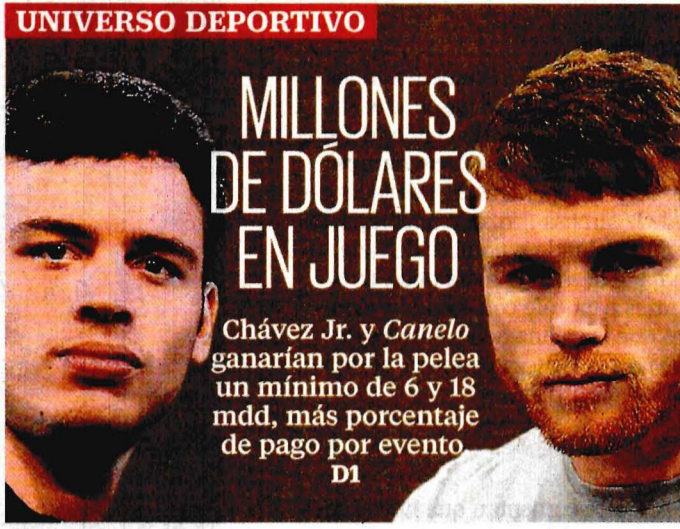 UNIVERSO DEPORTIVO
MILLONES
DE DÓLARES
EN JUEGO
Chávez Jr. y Canelo
ganarían por la pelea
un mínimo de 6 y 18
mdd, más porcentaje
de pago por evento.
D1